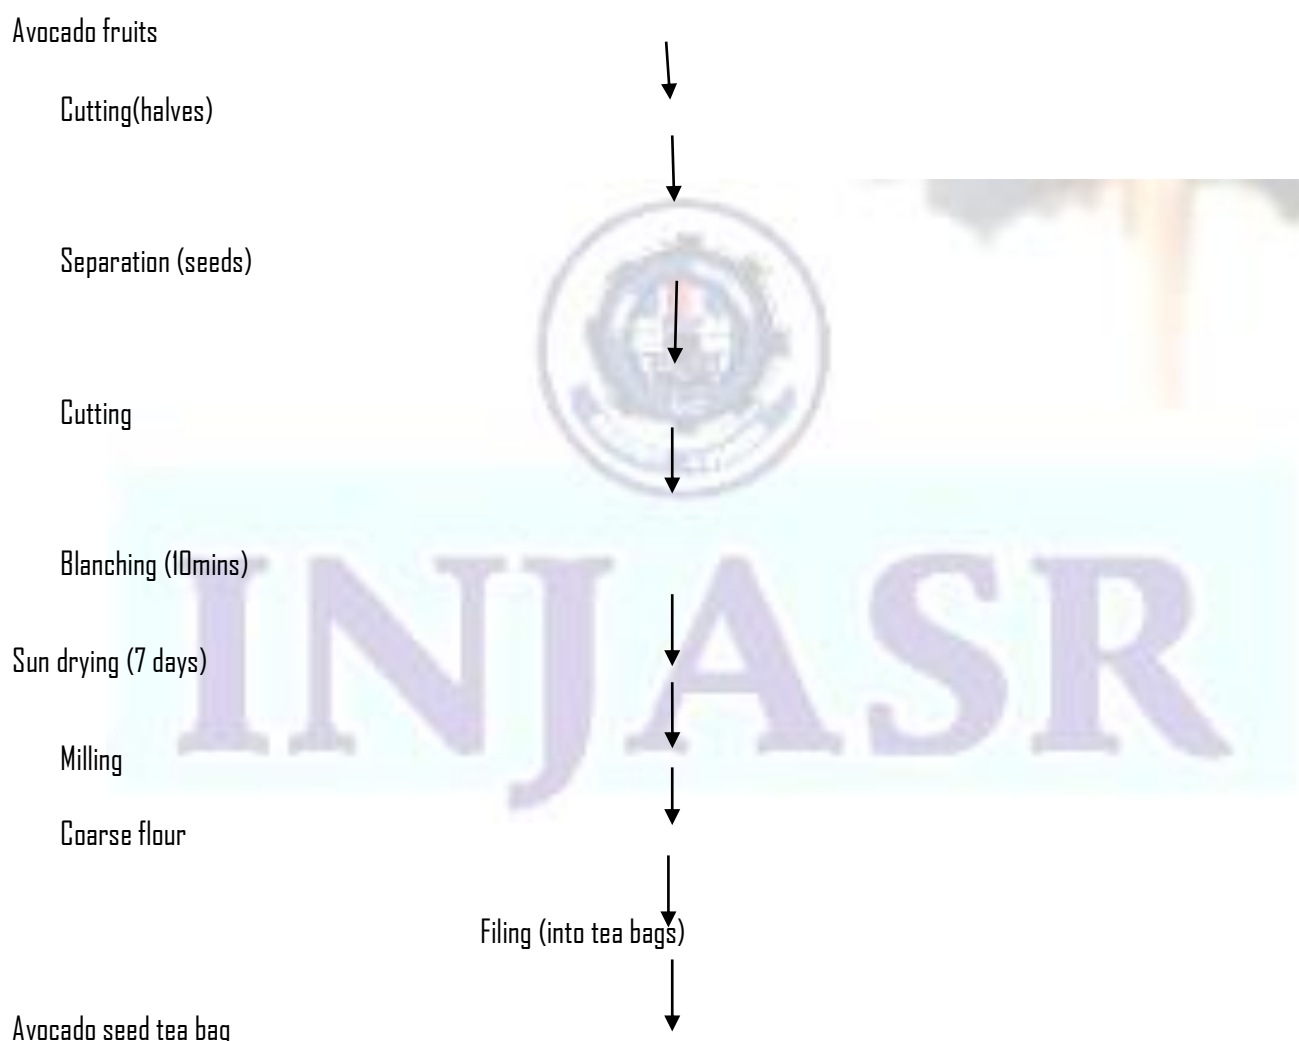 Avocado fruits
Cutting(halves)
Separation (seeds)
Cutting
Blanching (10mins)
Sun drying (7 days)
INJASR
Milling
Coarse flour
Filing (into tea bags)
Avocado seed tea bag